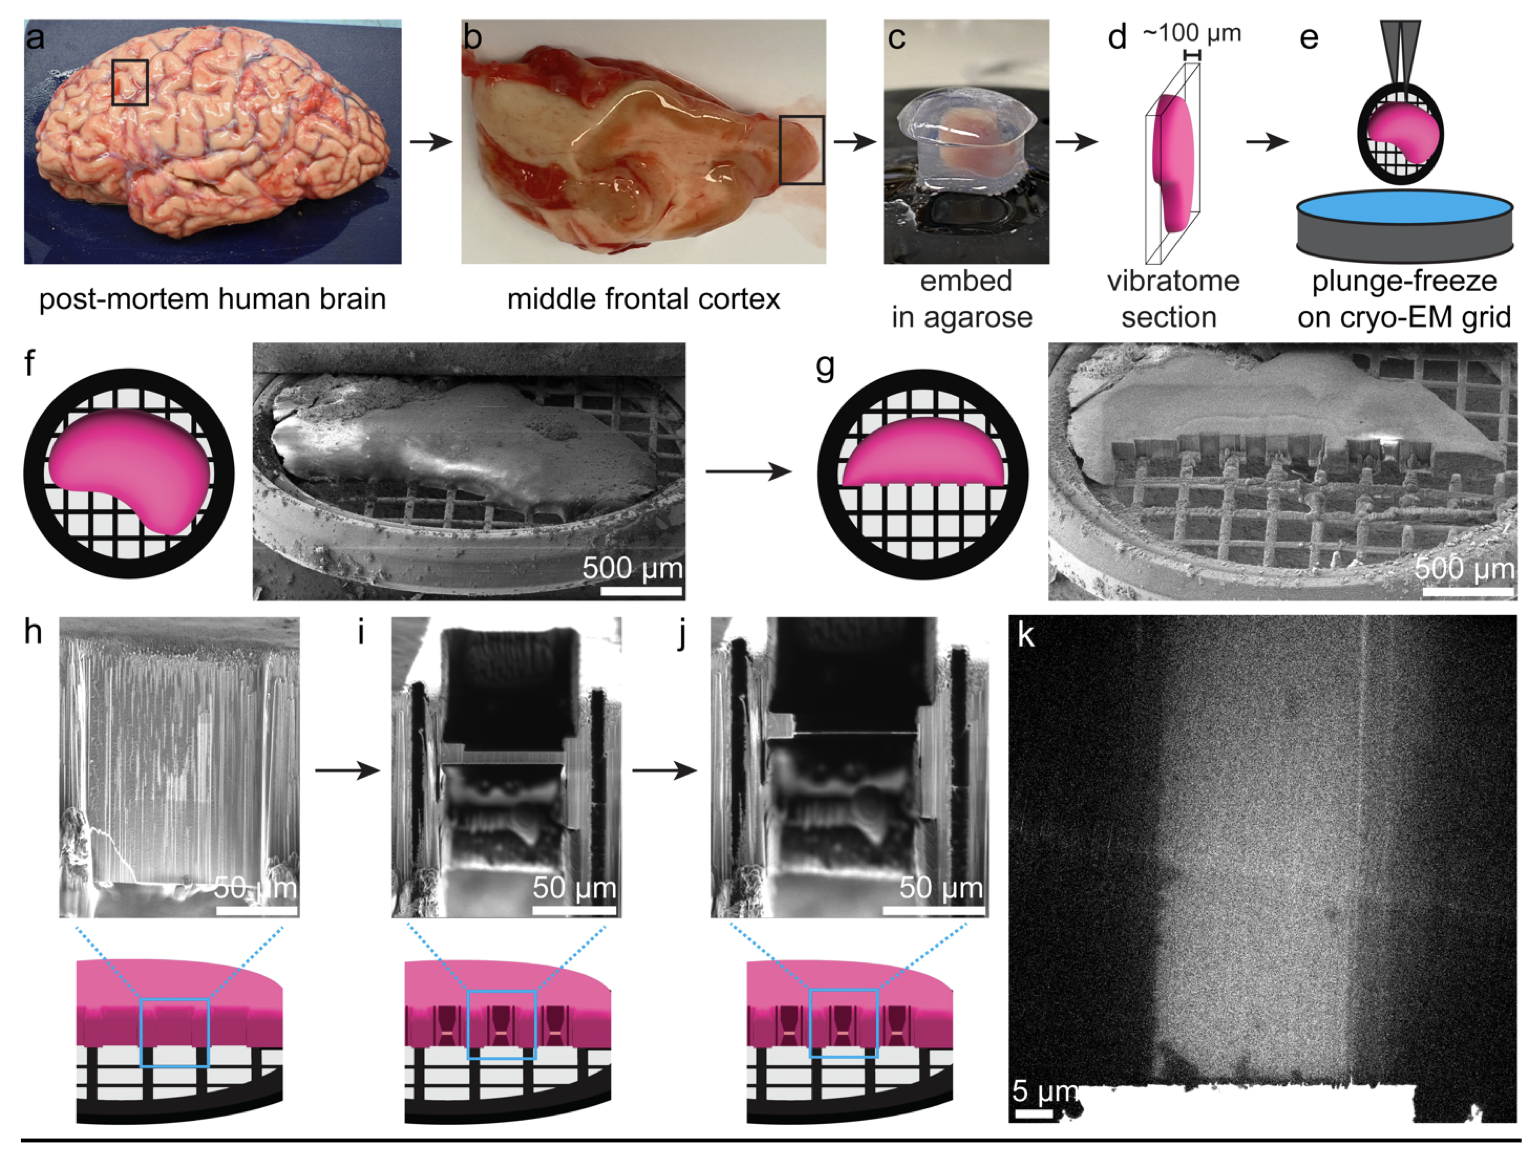 a
b
c
d
~100 µm
e
post-mortem human brain
middle frontal cortex
embed
in agarose
vibratome
section
plunge-freeze
on cryo-EM grid
f
500 µm
g
500 µm
h
50 µm
i
50 µm
j
50 µm
k
5 µm